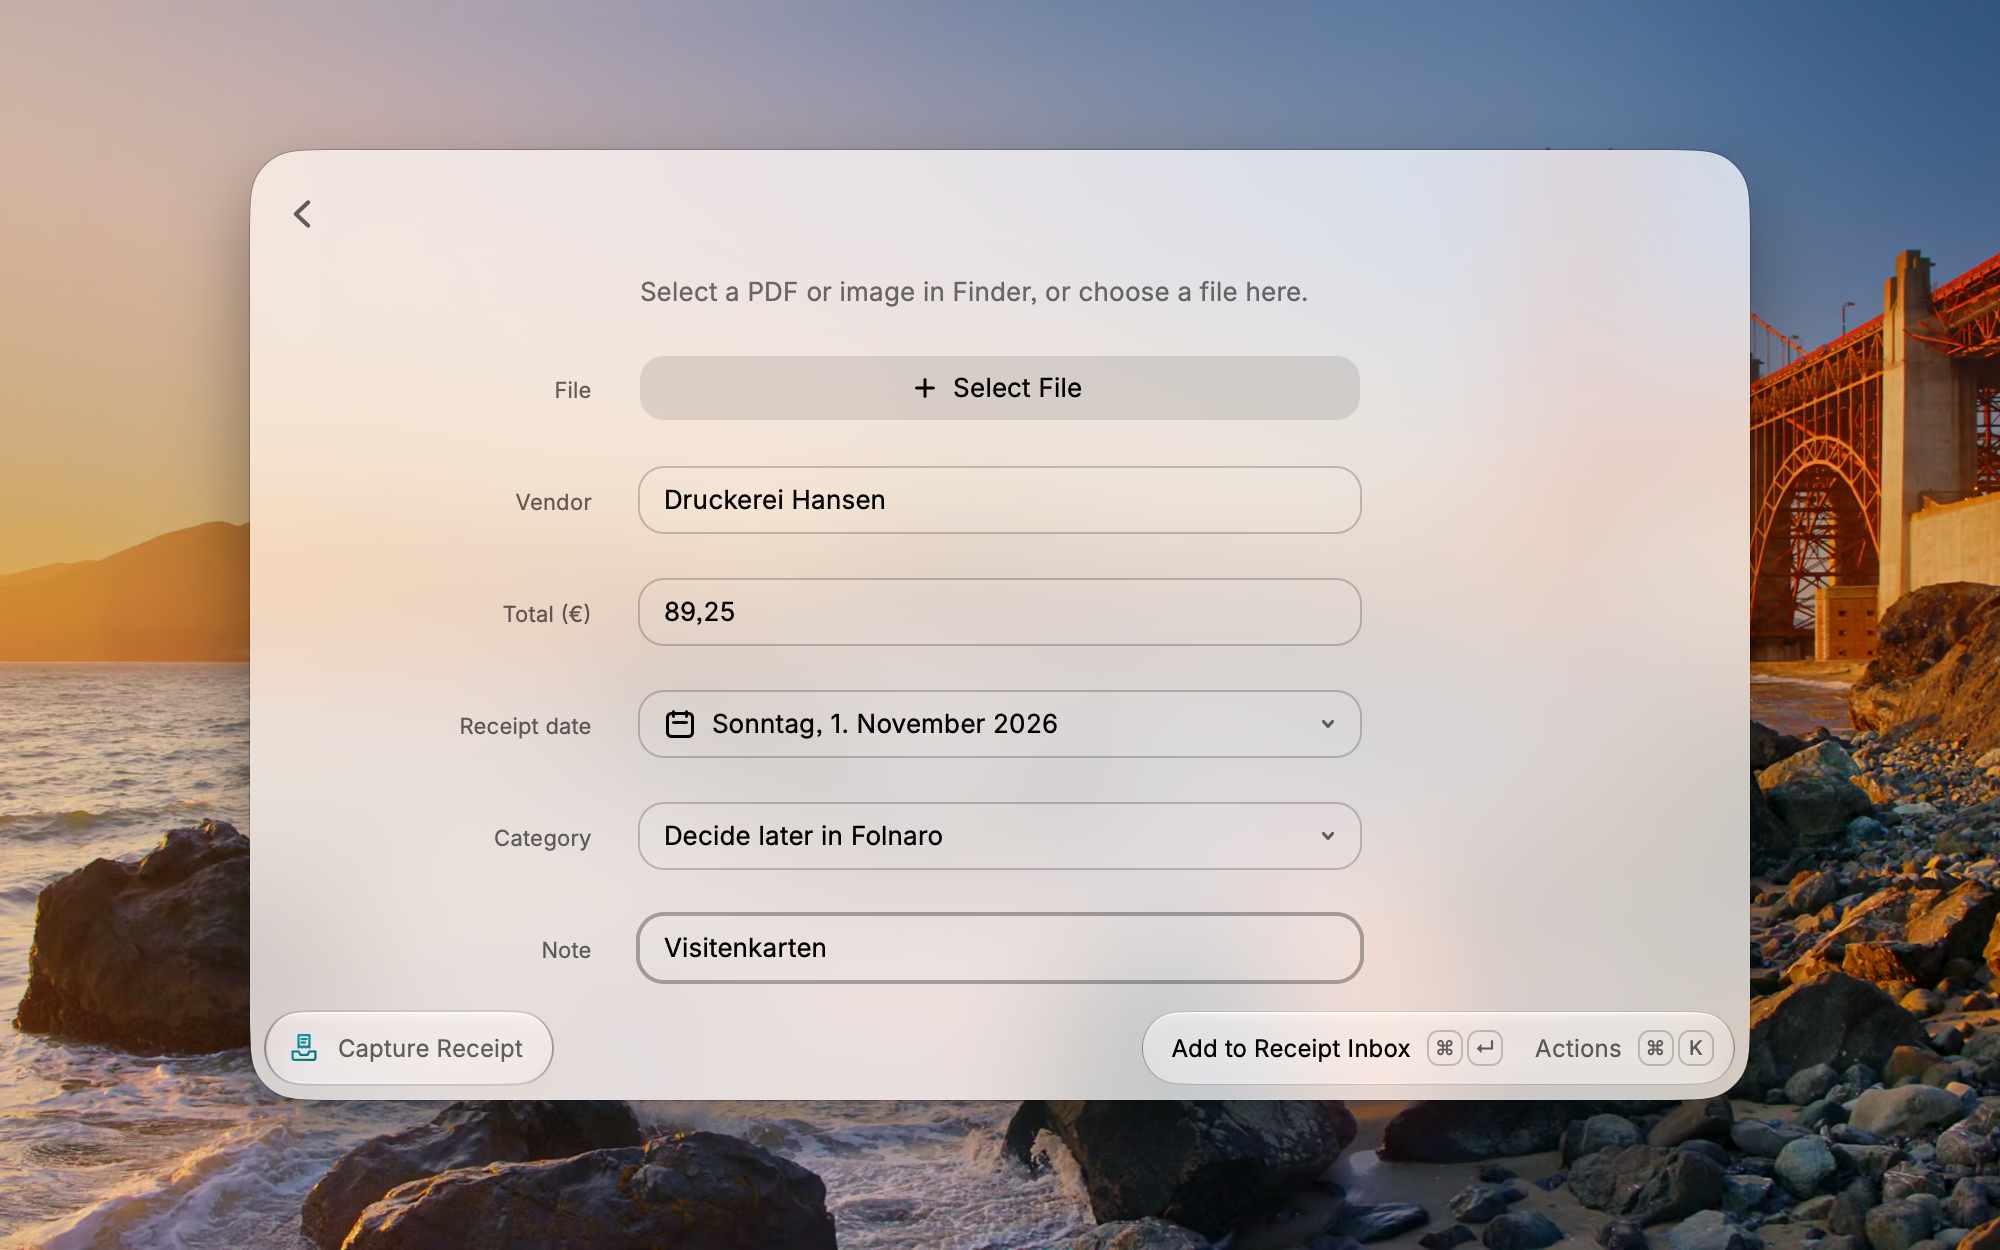 Select a PDF or image in Finder, or choose a file here.
File
+ Select File
Vendor
Druckerei Hansen
Total (€)
89,25
Receipt date
Sonntag, 1. November 2026
Category
Decide later in Folnaro
Note
Visitenkarten
Capture Receipt
Add to Receipt Inbox ⌘ ↵ Actions ⌘ K